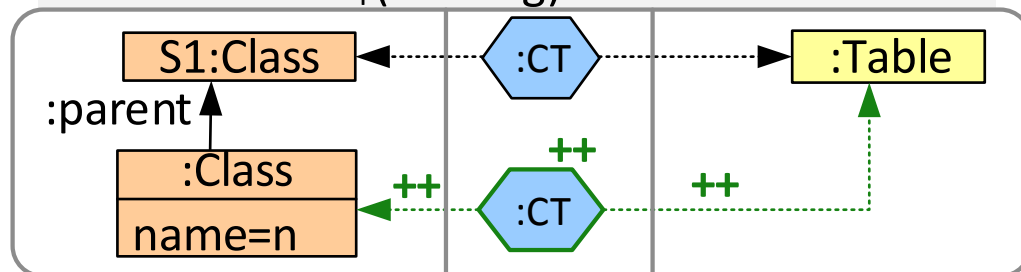 S1:Class
:CT
:Table
:parent
:Class
++
++
++
:CT
name=n